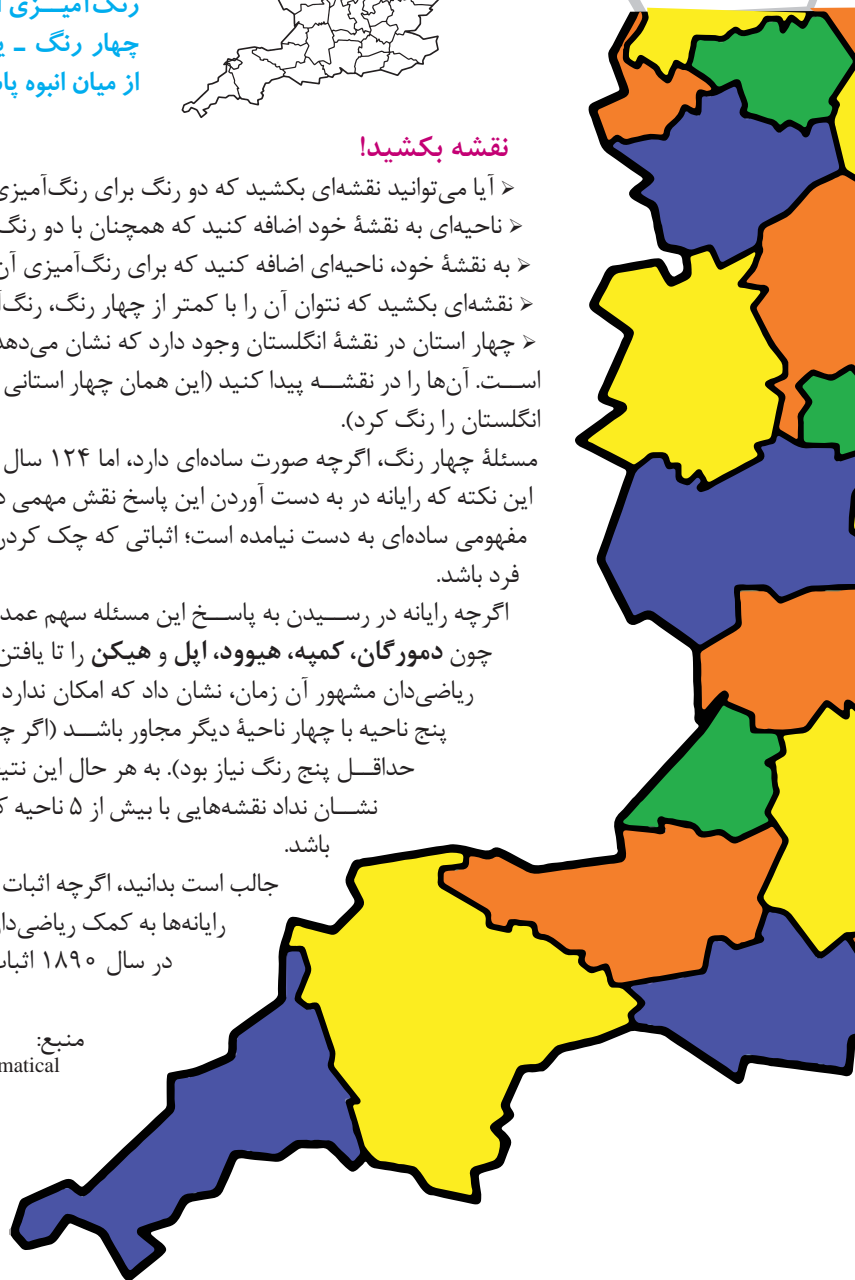 رنگ‌آمیـــزی
چهار رنگ ـ
از میان انبوه
نقشه بکشید!
> آیا می‌توانید نقشه‌ای بکشید که دو رنگ برای رنگ‌آمیزی
> ناحیه‌ای به نقشهٔ خود اضافه کنید که همچنان با دو رنگ
> به نقشهٔ خود، ناحیه‌ای اضافه کنید که برای رنگ‌آمیزی آن
> نقشه‌ای بکشید که نتوان آن را با کمتر از چهار رنگ،
> چهار استان در نقشهٔ انگلستان وجود دارد که نشان می‌دهد
اســـت. آن‌ها را در نقشـــه پیدا کنید (این همان چهار استانی
انگلستان را رنگ کرد).
مسئلهٔ چهار رنگ، اگرچه صورت ساده‌ای دارد، اما ۱۲۴ سال
این نکته که رایانه در به دست آوردن این پاسخ نقش مهمی
مفهومی ساده‌ای به دست نیامده است؛ اثباتی که چک کردن
فرد باشد.
اگرچه رایانه در رســـیدن به پاســـخ این مسئله سهم
چون دمورگان، کمپه، هیوود، اپل و هیکن را تا یافتن
ریاضی‌دان مشهور آن زمان، نشان داد که امکان ندارد
پنج ناحیه با چهار ناحیهٔ دیگر مجاور باشـــد (اگر
حداقـــل پنج رنگ نیاز بود). به هر حال این
نشـــان نداد نقشه‌هایی با بیش از ۵ ناحیه
باشد.
جالب است بدانید، اگرچه اثبات
رایانه‌ها به کمک
در سال ۱۸۹۰
منبع: